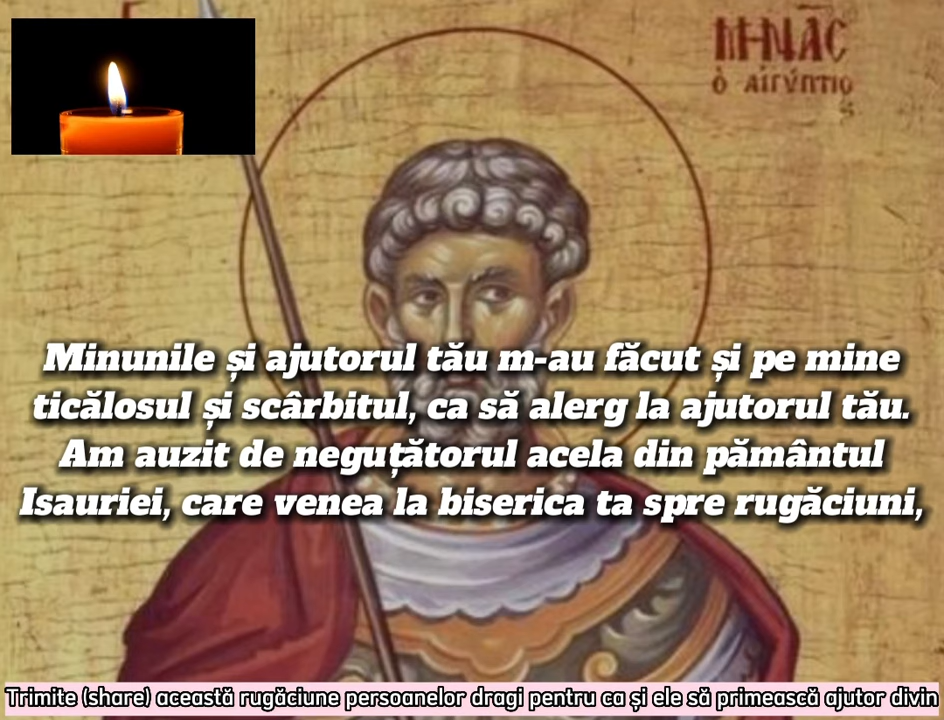 ΜΗΝΑС
ὁ ΑἰΓύΠΤΙΟ
ς
Minunile și ajutorul tău m-au făcut și pe mine
ticălosul și scârbitul, ca să alerg la ajutorul tău.
Am auzit de neguțătorul acela din pământul
Isauriei, care venea la biserica ta spre rugăciuni,
Trimite (share) această rugăciune persoanelor dragi pentru ca și ele să primească ajutor divin